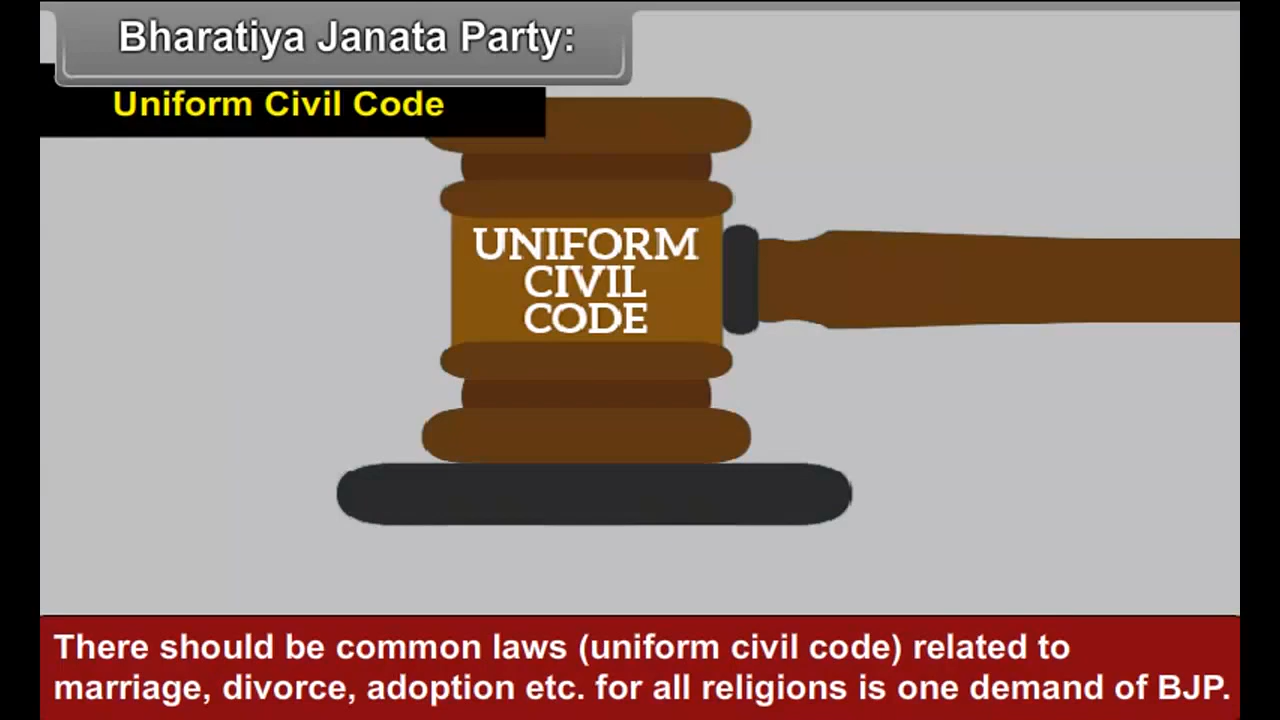 Bharatiya Janata Party:
Uniform Civil Code
UNIFORM
CIVIL
CODE
There should be common laws (uniform civil code) related to
marriage, divorce, adoption etc. for all religions is one demand of BJP.